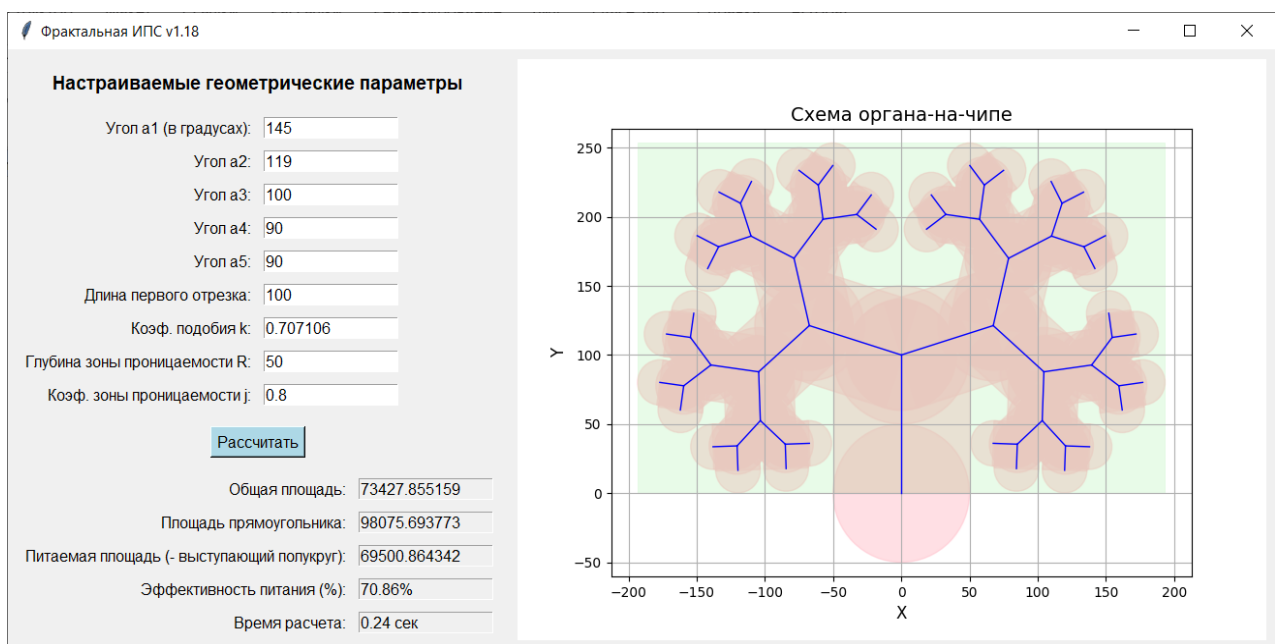 Фрактальная ИПС v1.18
Настраиваемые геометрические параметры
Угол a1 (в градусах): 145
Угол a2: 119
Угол a3: 100
Угол a4: 90
Угол a5: 90
Длина первого отрезка: 100
Коэф. подобия k: 0.707106
Глубина зоны проницаемости R: 50
Коэф. зоны проницаемости j: 0.8
Рассчитать
Общая площадь: 73427.855159
Площадь прямоугольника: 98075.693773
Питаемая площадь (- выступающий полукруг): 69500.864342
Эффективность питания (%): 70.86%
Время расчета: 0.24 сек
Схема органа-на-чипе
250
200
150
100
50
0
−50
Y
−200 −150 −100 −50 0 50 100 150 200
X